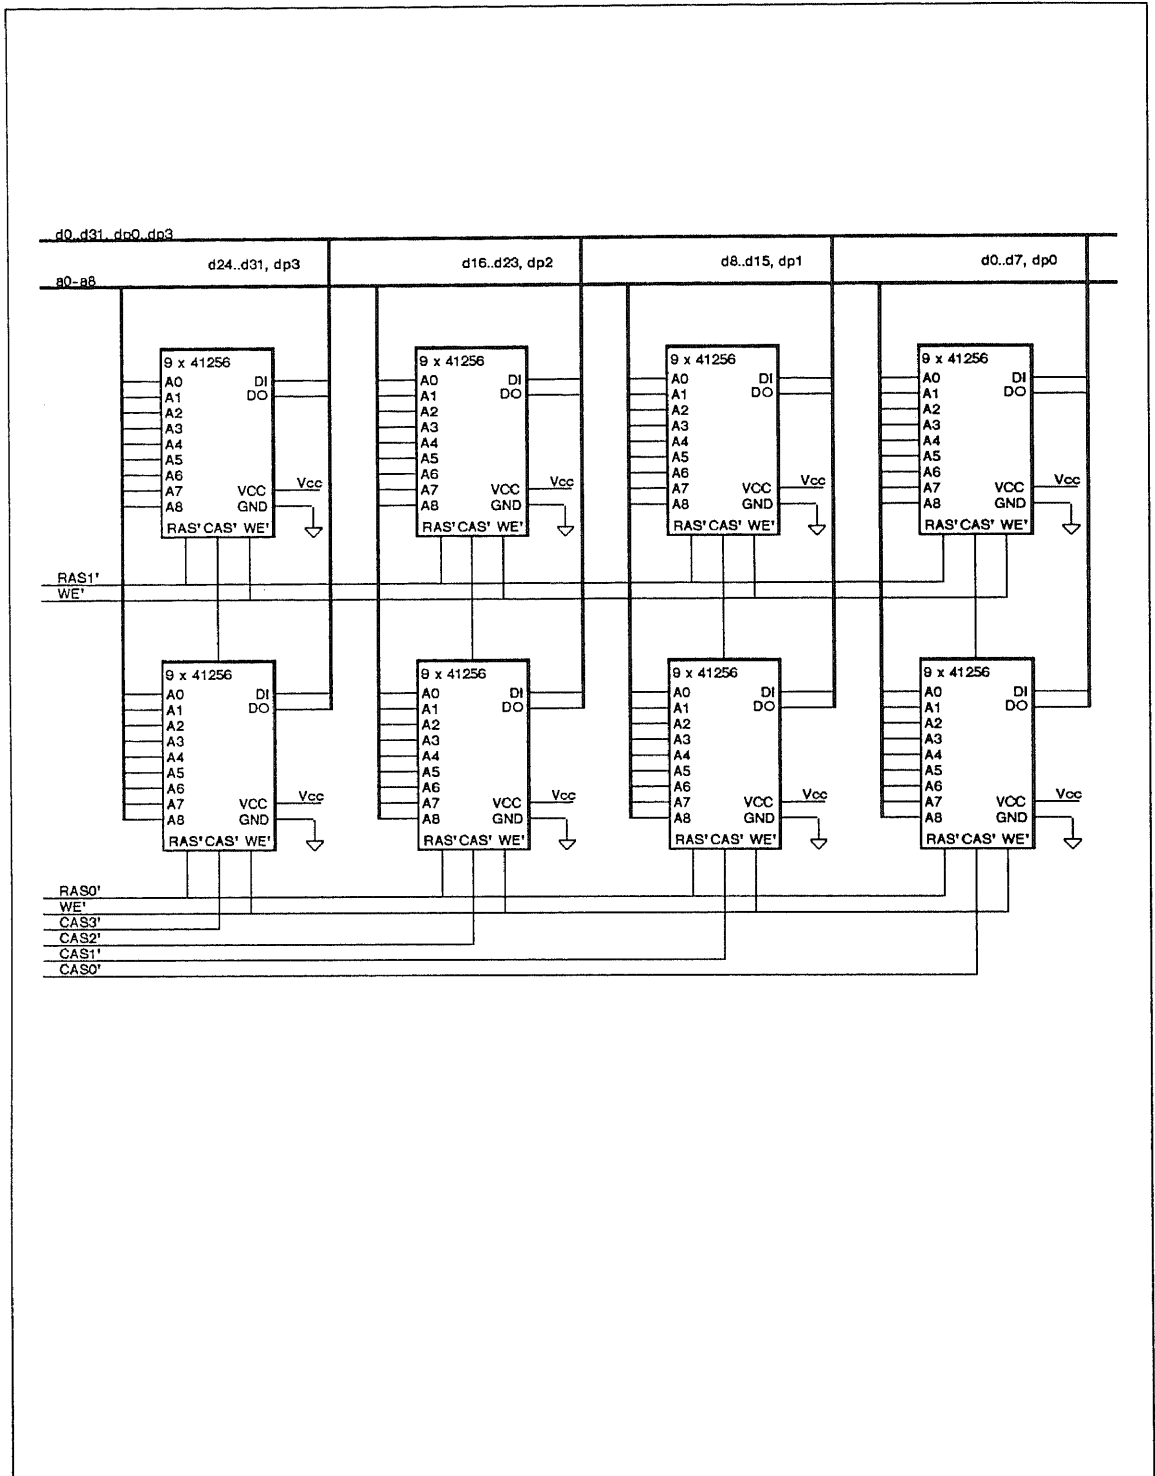 d0..d31, dp0..dp3
d24..d31, dp3 d16..d23, dp2 d8..d15, dp1 d0..d7, dp0
a0-a8
9 x 41256 9 x 41256 9 x 41256 9 x 41256
A0 DI A0 DI A0 DI A0 DI
A1 DO A1 DO A1 DO A1 DO
A2 A2 A2 A2
A3 A3 A3 A3
A4 A4 A4 A4
A5 A5 A5 A5
A6 A6 A6 A6
A7 VCC Vcc A7 VCC Vcc A7 VCC Vcc A7 VCC Vcc
A8 GND A8 GND A8 GND A8 GND
RAS' CAS' WE' RAS' CAS' WE' RAS' CAS' WE' RAS' CAS' WE'
RAS1'
WE'
9 x 41256 9 x 41256 9 x 41256 9 x 41256
A0 DI A0 DI A0 DI A0 DI
A1 DO A1 DO A1 DO A1 DO
A2 A2 A2 A2
A3 A3 A3 A3
A4 A4 A4 A4
A5 A5 A5 A5
A6 A6 A6 A6
A7 VCC Vcc A7 VCC Vcc A7 VCC Vcc A7 VCC Vcc
A8 GND A8 GND A8 GND A8 GND
RAS' CAS' WE' RAS' CAS' WE' RAS' CAS' WE' RAS' CAS' WE'
RAS0'
WE'
CAS3'
CAS2'
CAS1'
CAS0'